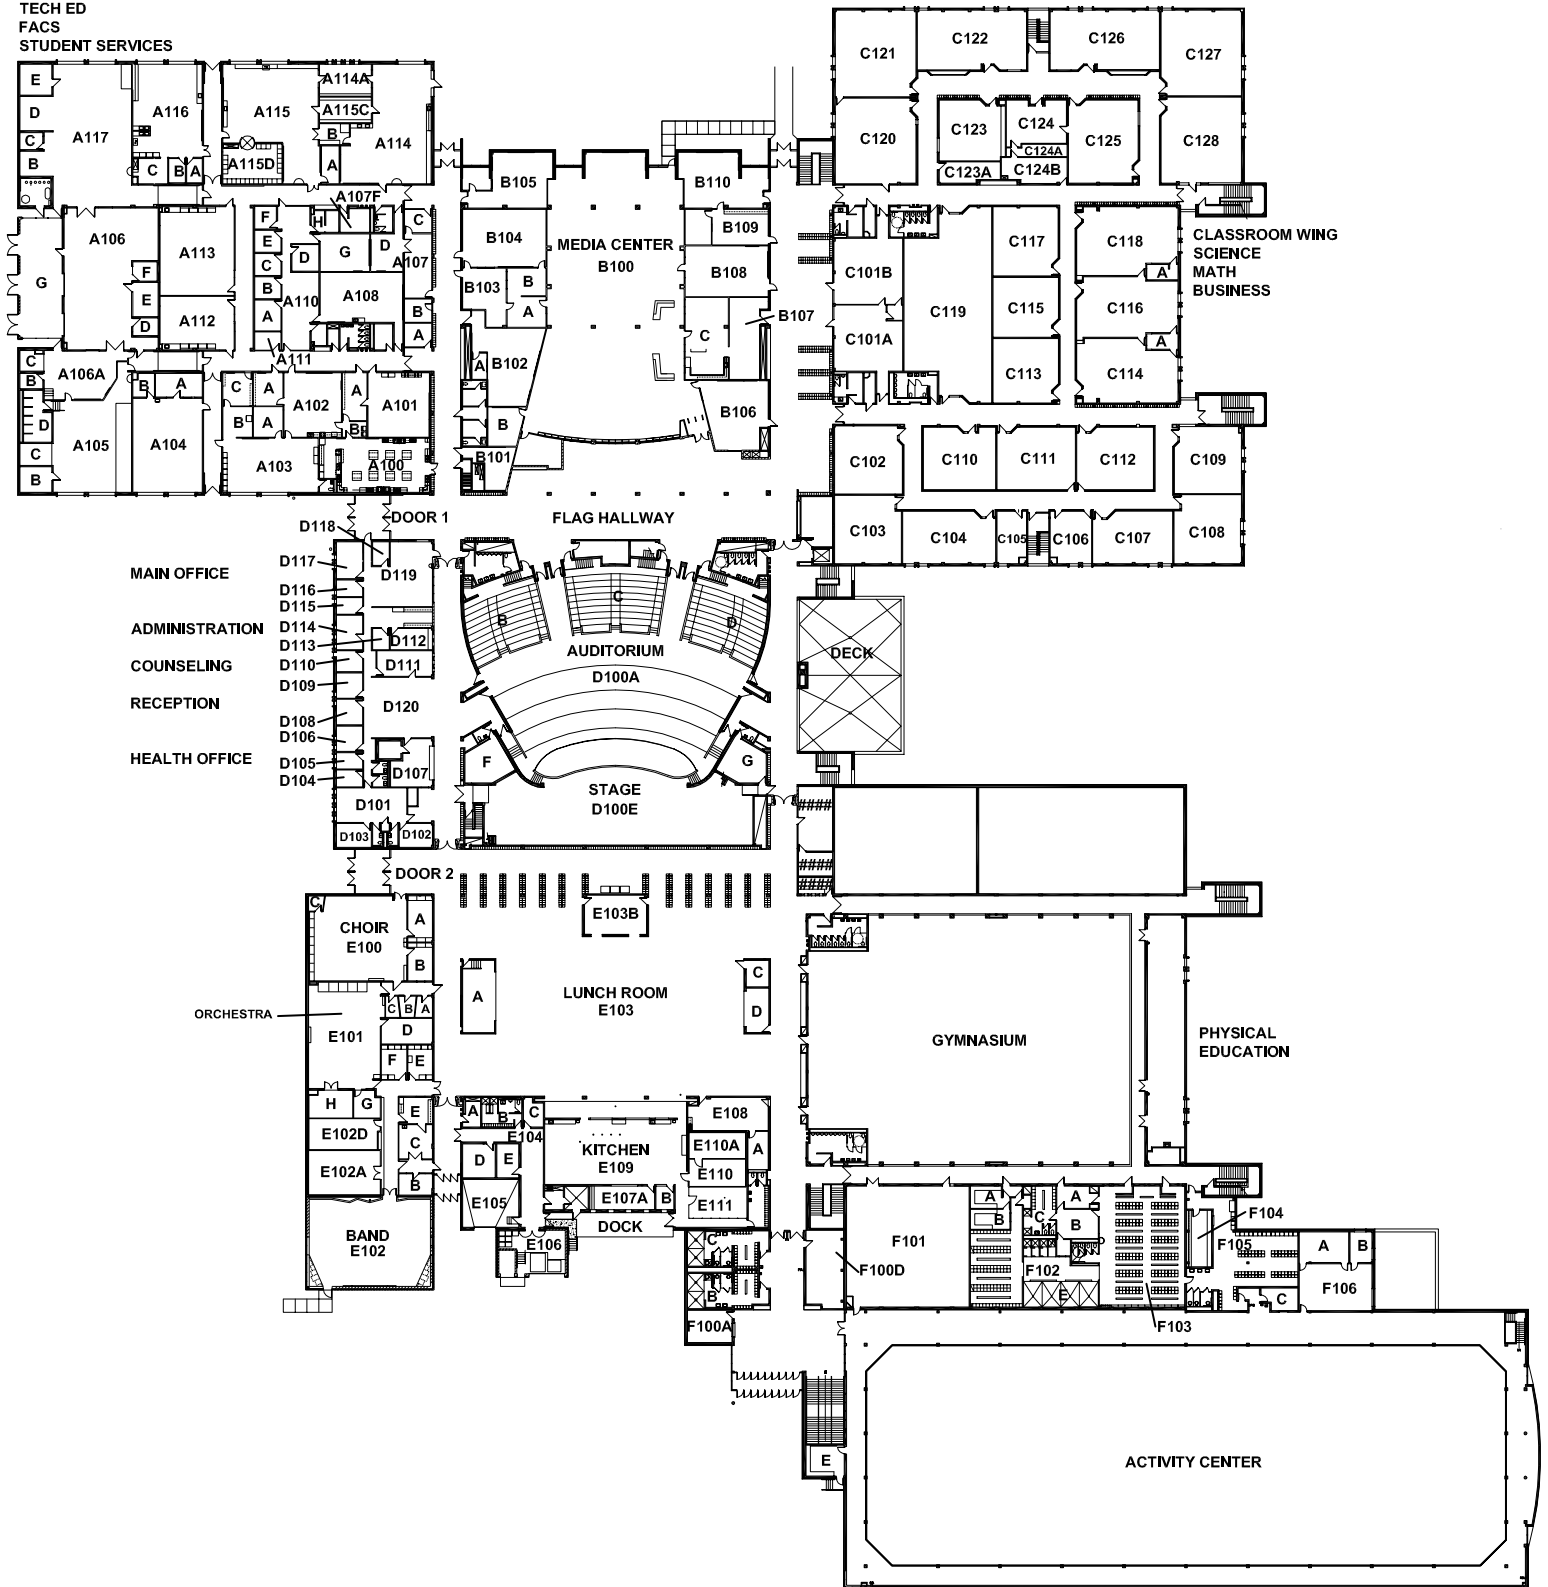 TECH ED
FACS
STUDENT SERVICES
E
D
C
B
A117
A116
C
B
A
A115
A115D
A114A
A115C
B
A
A114
A107F
A106
G
F
E
D
A113
A112
F
E
C
B
A
A110
A111
H
D
G
D
A108
C
A107
B
A
C
B
A106A
D
C
B
A105
B
A
A104
C
B
A
A
A102
A
B
A101
A103
A100
B105
B104
B103
B
A
B102
A
B
B101
MEDIA CENTER
B100
B110
B109
B108
C
B107
B106
C121
C122
C126
C127
C120
C123
C124
C124A
C123A
C124B
C125
C128
C101B
C101A
C119
C117
C115
C113
C118
A
C116
A
C114
CLASSROOM WING
SCIENCE
MATH
BUSINESS
C102
C110
C111
C112
C109
C103
C104
C105
C106
C107
C108
DOOR 1
FLAG HALLWAY
D118
D117
D119
MAIN OFFICE
D116
D115
D114
ADMINISTRATION
D113
D112
D111
D110
COUNSELING
D109
D120
RECEPTION
D108
D106
HEALTH OFFICE
D105
D104
D107
D101
D103
D102
B
C
D
AUDITORIUM
D100A
F
G
STAGE
D100E
DECK
DOOR 2
C
CHOIR
E100
A
B
E103B
LUNCH ROOM
E103
A
C
D
ORCHESTRA
E101
C
B
A
D
F
E
H
G
E102D
E102A
E
C
B
BAND
E102
A
B
C
E104
D
E
E105
E106
KITCHEN
E109
E107A
B
DOCK
E108
E110A
A
E110
E111
GYMNASIUM
PHYSICAL
EDUCATION
C
B
F100A
F100D
F101
A
B
C
A
B
F102
E
F103
F104
F105
A
B
F106
C
E
ACTIVITY CENTER